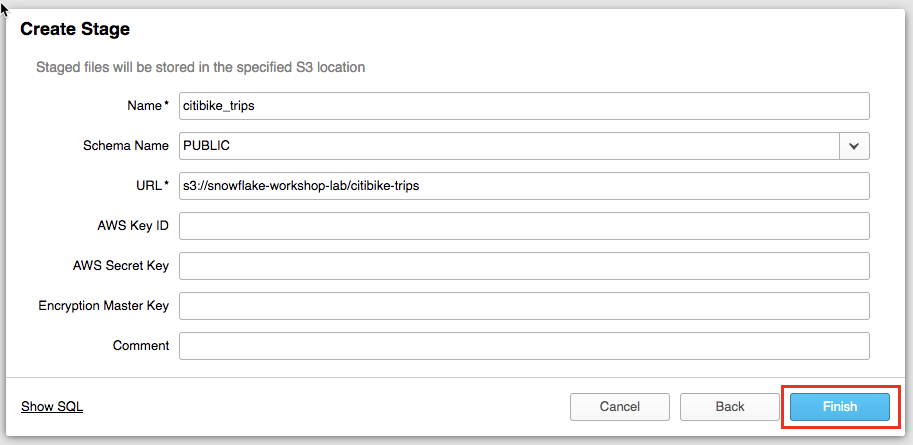 Create Stage
Staged files will be stored in the specified S3 location
Name* citibike_trips
Schema Name PUBLIC
URL* s3://snowflake-workshop-lab/citibike-trips
AWS Key ID
AWS Secret Key
Encryption Master Key
Comment
Show SQL Cancel Back Finish